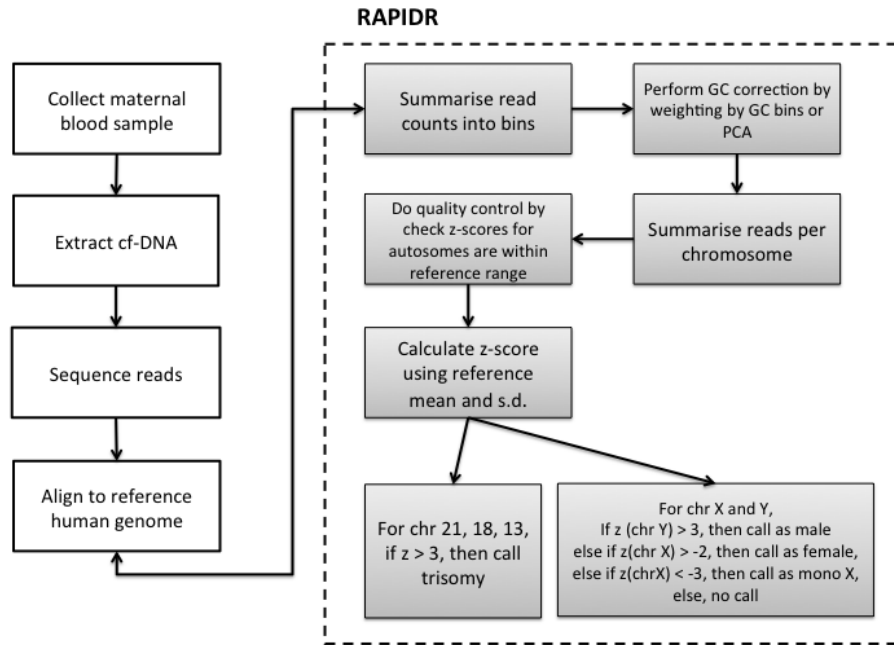 RAPIDR
Collect maternal
blood sample
Extract cf-DNA
Sequence reads
Align to reference
human genome
Summarise read
counts into bins
Perform GC correction by
weighting by GC bins or
PCA
Summarise reads per
chromosome
Do quality control by
check z-scores for
autosomes are within
reference range
Calculate z-score
using reference
mean and s.d.
For chr 21, 18, 13,
if z > 3, then call
trisomy
For chr X and Y,
If z (chr Y) > 3, then call as male
else if z(chr X) > -2, then call as female,
else if z(chrX) < -3, then call as mono X,
else, no call